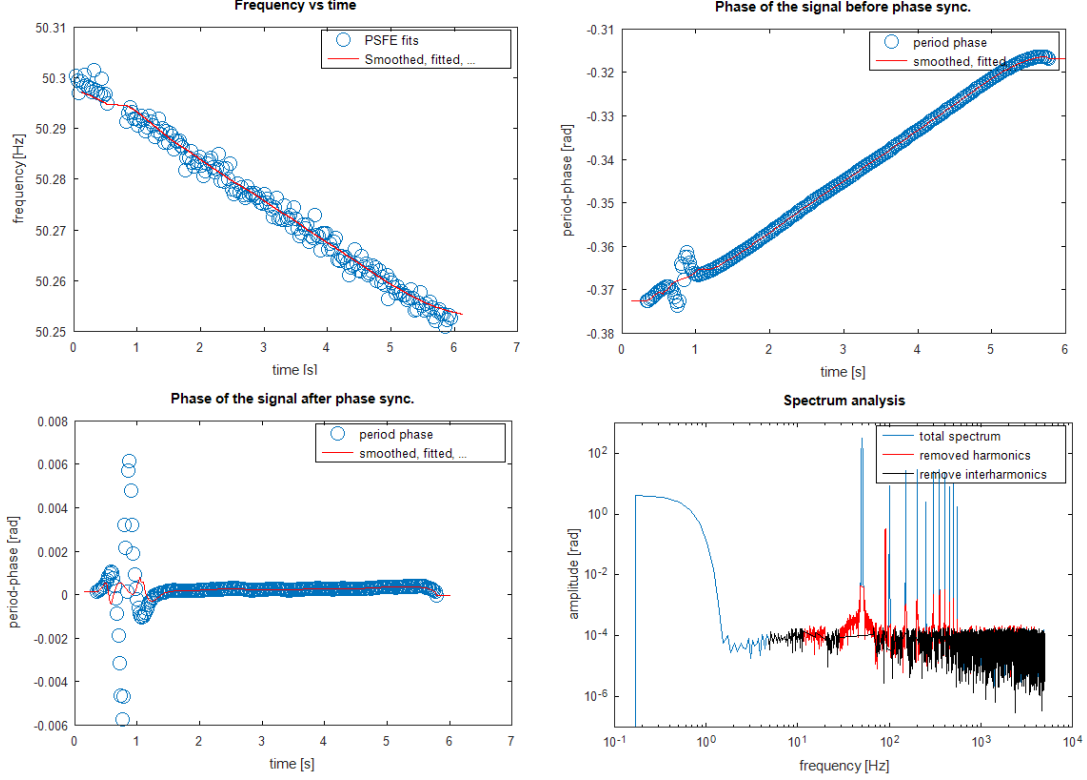 Frequency vs time
50.31
50.3
50.29
50.28
50.27
50.26
50.25
frequency [Hz]
PSFE fits
Smoothed, fitted, ...
0 1 2 3 4 5 6 7
time [s]
Phase of the signal before phase sync.
-0.31
-0.32
-0.33
-0.34
-0.35
-0.36
-0.37
-0.38
period-phase [rad]
period phase
smoothed, fitted
0 1 2 3 4 5 6
time [s]
Phase of the signal after phase sync.
0.008
0.006
0.004
0.002
0
-0.002
-0.004
-0.006
period-phase [rad]
period phase
smoothed, fitted, ...
0 1 2 3 4 5 6 7
time [s]
Spectrum analysis
10^2
10^0
10^-2
10^-4
10^-6
amplitude [rad]
total spectrum
removed harmonics
remove interharmonics
10^-1 10^0 10^1 10^2 10^3 10^4
frequency [Hz]